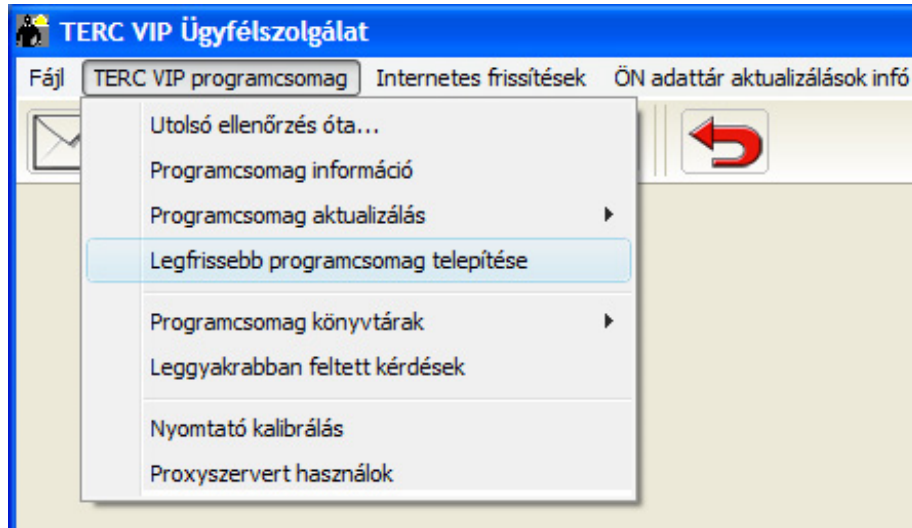 TERC VIP Ügyfélszolgálat
Fájl TERC VIP programcsomag Internetes frissítések ÖN adattár aktualizálások infó
Utolsó ellenőrzés óta...
Programcsomag információ
Programcsomag aktualizálás
Legfrissebb programcsomag telepítése
Programcsomag könyvtárak
Leggyakrabban feltett kérdések
Nyomtató kalibrálás
Proxyszervert használok